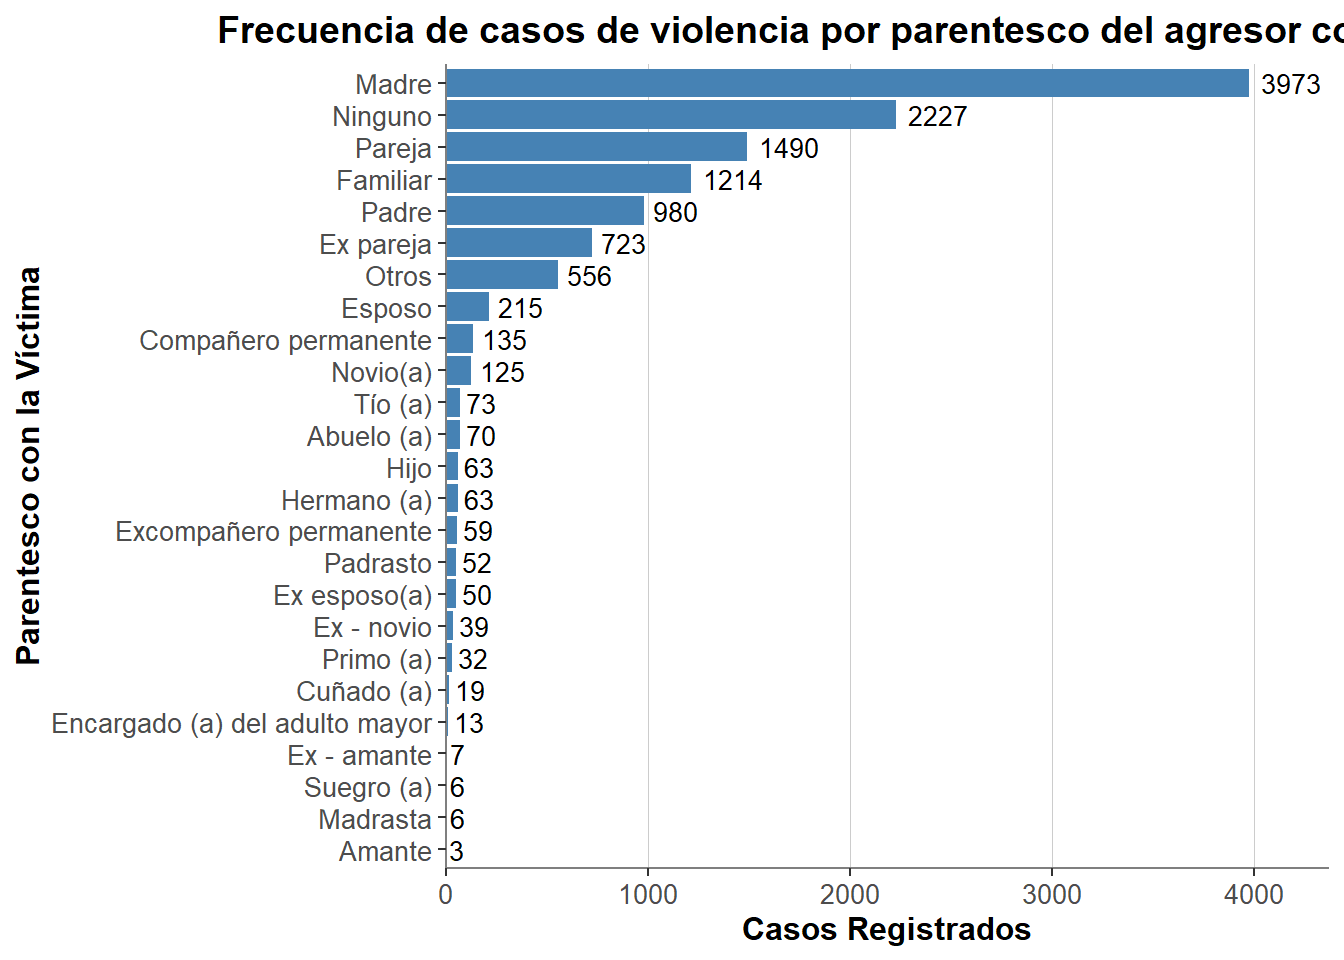 Frecuencia de casos de violencia por parentesco del agresor
Parentesco con la Víctima
Madre 3973
Ninguno 2227
Pareja 1490
Familiar 1214
Padre 980
Ex pareja 723
Otros 556
Esposo 215
Compañero permanente 135
Novio(a) 125
Tío (a) 73
Abuelo (a) 70
Hijo 63
Hermano (a) 63
Excompañero permanente 59
Padrasto 52
Ex esposo(a) 50
Ex - novio 39
Primo (a) 32
Cuñado (a) 19
Encargado (a) del adulto mayor 13
Ex - amante 7
Suegro (a) 6
Madrasta 6
Amante 3
0 1000 2000 3000 4000
Casos Registrados